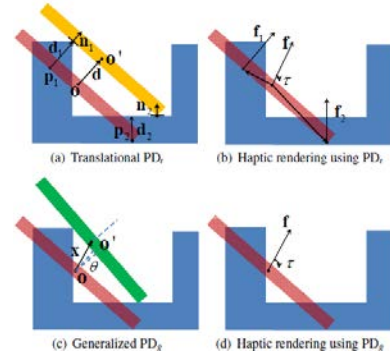 d₁ n₁
o'
p₁ o d
n₂
p₂ d₂
(a) Translational PDₜ
f₁ f
τ
f₂
(b) Haptic rendering using PDₜ
x o'
o θ
(c) Generalized PD_g
f
τ
(d) Haptic rendering using PD_g